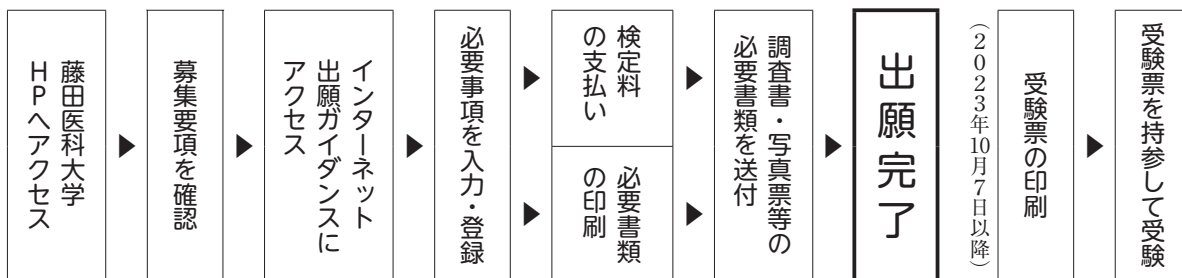 藤田医科大学
HPへアクセス
▶
募集要項を確認
▶
インターネット
出願ガイダンスに
アクセス
▶
必要事項を入力・登録
▶
検定料
の支払い
▶
必要書類
の印刷
▶
調査書・写真票等の
必要書類を送付
▶
出願完了
受験票の印刷
(2023年10月7日以降)
▶
受験票を持参して受験